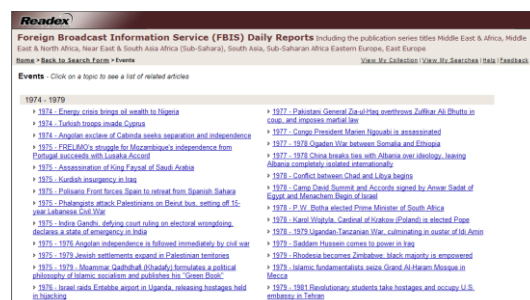 Readex
Foreign Broadcast Information Service (FBIS) Daily Reports Including the publication series titles Middle East & Africa, Middle
East & North Africa, Near East & South Asia Africa (Sub-Sahara), South Asia, Sub-Saharan Africa Eastern Europe, East Europe
Home > Back to Search Form > Events
View My Collection | View My Searches | Help | Feedback
Events - Click on a topic to see a list of related articles
1974 - 1979
1974 - Energy crisis brings oil wealth to Nigeria
1974 - Turkish troops invade Cyprus
1974 - Angolan exclave of Cabinda seeks separation and independence
1975 - FRELIMO's struggle for Mozambique's independence from
Portugal succeeds with Lusaka Accord
1975 - Assassination of King Faysal of Saudi Arabia
1975 - Kurdish insurgency in Iraq
1975 - Polisario Front forces Spain to retreat from Spanish Sahara
1975 - Phalangists attack Palestinians on Beirut bus, setting off 15-
year Lebanese Civil War
1975 - Indira Gandhi, defying court ruling on electoral wrongdoing,
declares a state of emergency in India
1975 - 1976 Angolan independence is followed immediately by civil war
1975 - 1979 Jewish settlements expand in Palestinian territories
1975 - 1979 - Moammar Qadhdhafi (Khadafy) formulates a political
philosophy of Islamic socialism and publishes his "Green Book"
1976 - Israel raids Entebbe airport in Uganda, releasing hostages held
in hijacking
1977 - Pakistani General Zia-ul-Haq overthrows Zulfikar Ali Bhutto in
coup, and imposes martial law
1977 - Congo President Marien Ngouabi is assassinated
1977 - 1978 Ogaden War between Somalia and Ethiopia
1977 - 1978 China breaks ties with Albania over ideology, leaving
Albania completely isolated internationally
1978 - Conflict between Chad and Libya begins
1978 - Camp David Summit and Accords signed by Anwar Sadat of
Egypt and Menachem Begin of Israel
1978 - P.W. Botha elected Prime Minister of South Africa
1978 - Karol Wojtyla, Cardinal of Krakow (Poland) is elected Pope
1978 - 1979 Ugandan-Tanzanian War, culminating in ouster of Idi Amin
1979 - Saddam Hussein comes to power in Iraq
1979 - Rhodesia becomes Zimbabwe, black majority is empowered
1979 - Islamic fundamentalists seize Grand Al-Haram Mosque in
Mecca
1979 - 1981 Revolutionary students take hostages and occupy U.S.
embassy in Tehran